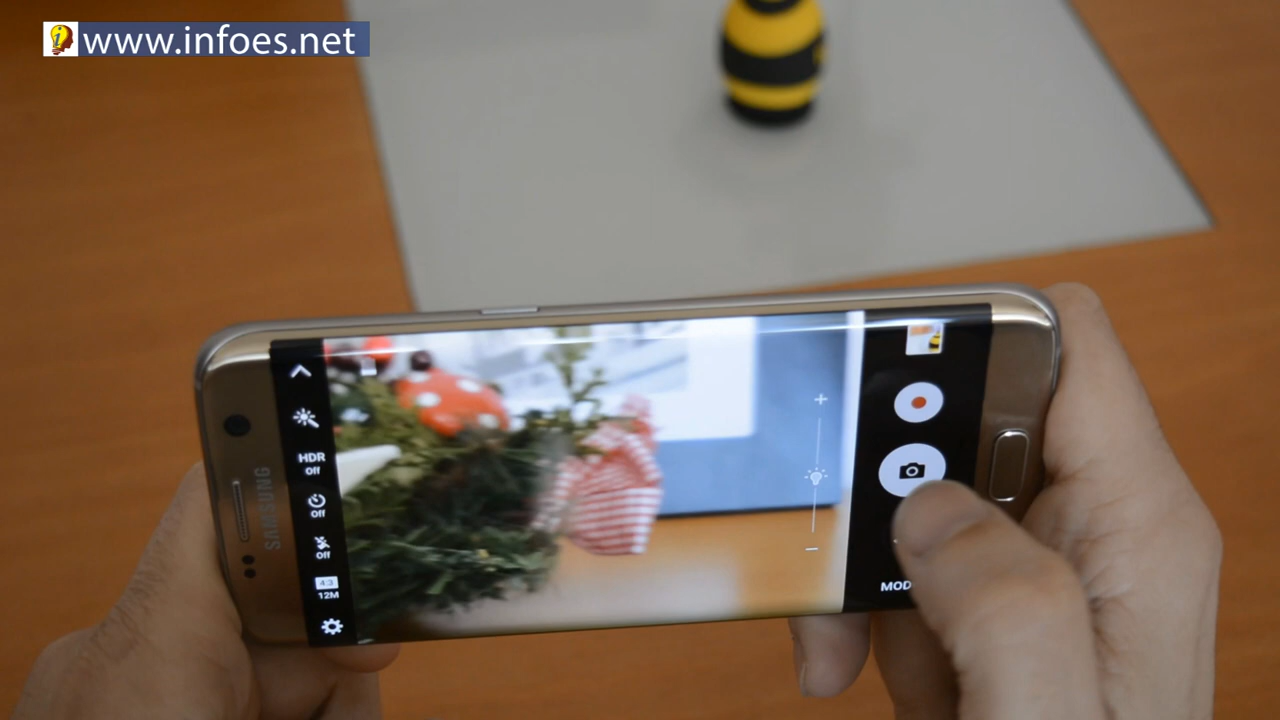 www.infoes.net
HDR
Off
Off
Off
4:3
12M
SAMSUNG
MOD